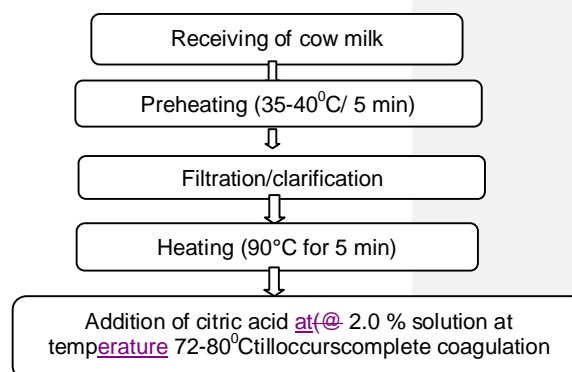 Receiving of cow milk
Preheating (35-40⁰C/ 5 min)
Filtration/clarification
Heating (90°C for 5 min)
Addition of citric acid at(@ 2.0 % solution at
temperature 72-80⁰Ctilloccurscomplete coagulation